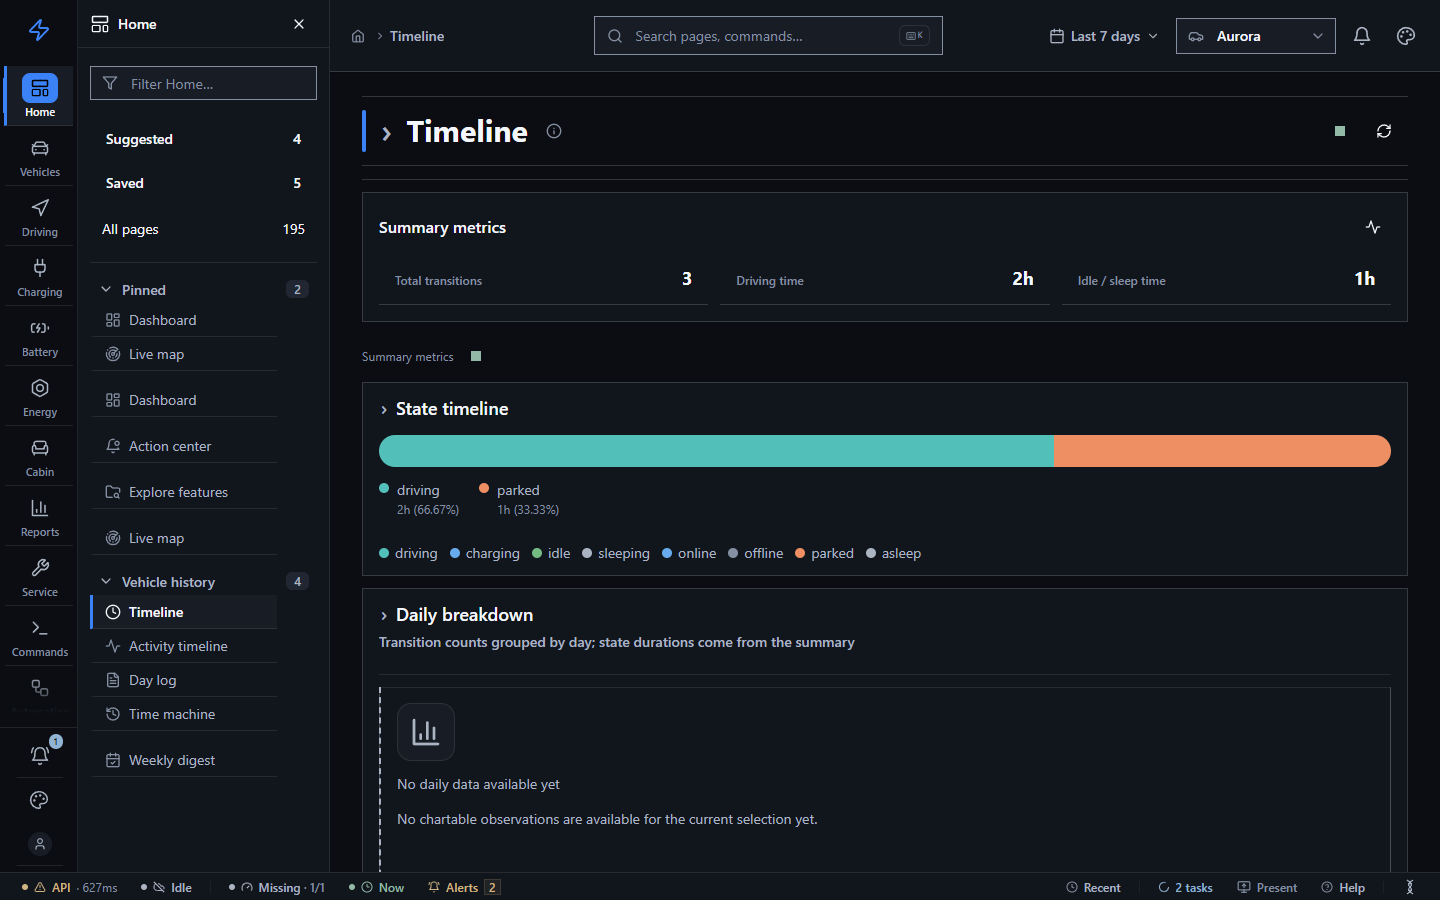 Home
Timeline
Search pages, commands...
K
Last 7 days
Aurora
Home
Vehicles
Driving
Charging
Battery
Energy
Cabin
Reports
Service
Commands
1
Filter Home...
Suggested 4
Saved 5
All pages 195
Pinned 2
Dashboard
Live map
Dashboard
Action center
Explore features
Live map
Vehicle history 4
Timeline
Activity timeline
Day log
Time machine
Weekly digest
Timeline
Summary metrics
Total transitions 3
Driving time 2h
Idle / sleep time 1h
Summary metrics
State timeline
driving
2h (66.67%)
parked
1h (33.33%)
driving charging idle sleeping online offline parked asleep
Daily breakdown
Transition counts grouped by day; state durations come from the summary
No daily data available yet
No chartable observations are available for the current selection yet.
API · 627ms
Idle
Missing · 1/1
Now
Alerts 2
Recent
2 tasks
Present
Help